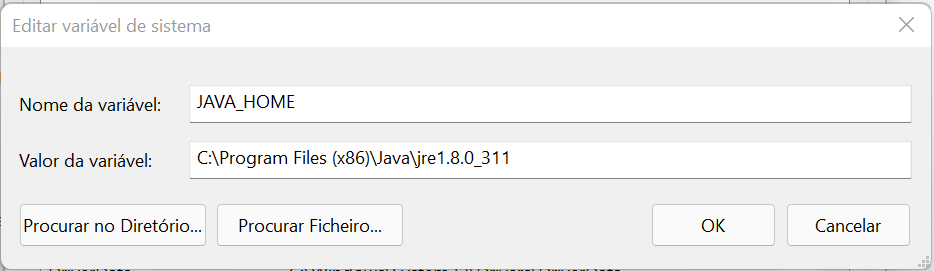 Editar variável de sistema
Nome da variável: JAVA_HOME
Valor da variável: C:\Program Files (x86)\Java\jre1.8.0_311
Procurar no Diretório... Procurar Ficheiro... OK Cancelar